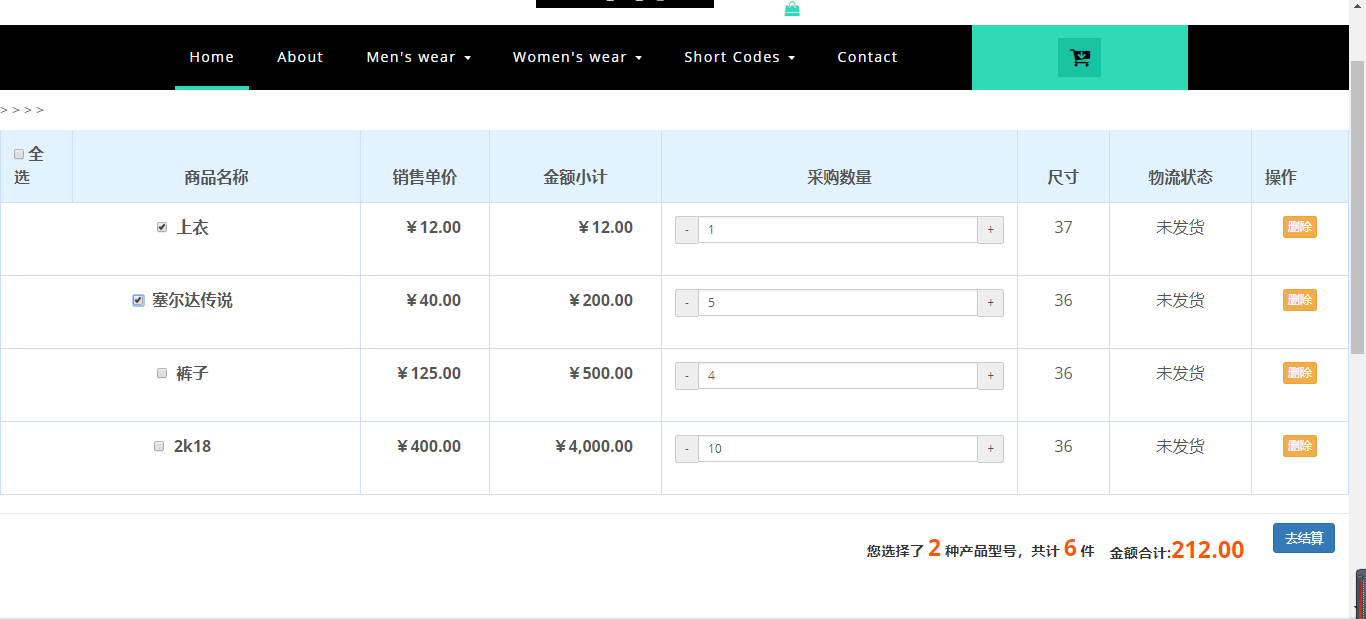 Home About Men's wear Women's wear Short Codes Contact
> > > >
全选 商品名称 销售单价 金额小计 采购数量 尺寸 物流状态 操作
上衣 ￥12.00 ￥12.00 - 1 + 37 未发货 删除
塞尔达传说 ￥40.00 ￥200.00 - 5 + 36 未发货 删除
裤子 ￥125.00 ￥500.00 - 4 + 36 未发货 删除
2k18 ￥400.00 ￥4,000.00 - 10 + 36 未发货 删除
您选择了 2 种产品型号，共计 6 件 金额合计:212.00 去结算